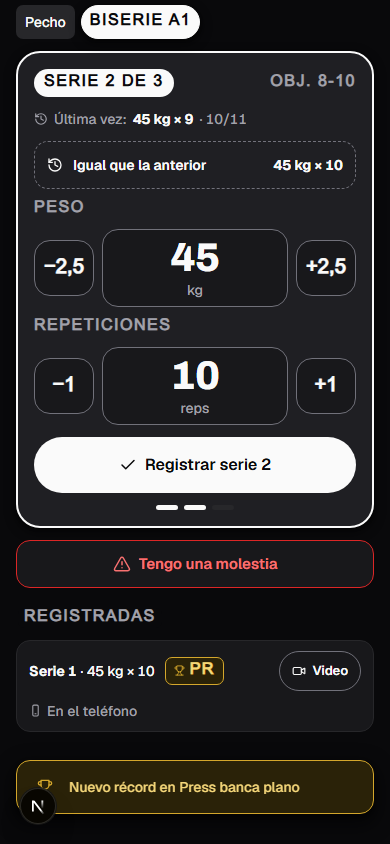 Pecho BISERIE A1
SERIE 2 DE 3 OBJ. 8-10
Última vez: 45 kg × 9 · 10/11
Igual que la anterior 45 kg × 10
PESO
−2,5 45 +2,5
kg
REPETICIONES
−1 10 +1
reps
Registrar serie 2
Tengo una molestia
REGISTRADAS
Serie 1 · 45 kg × 10 PR Video
En el teléfono
Nuevo récord en Press banca plano
N